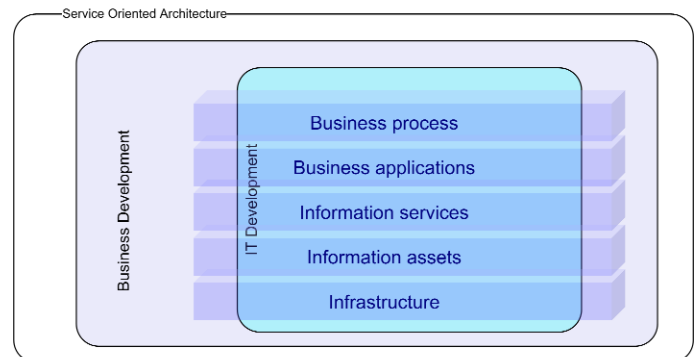 Service Oriented Architecture
Business Development
IT Development
Business process
Business applications
Information services
Information assets
Infrastructure